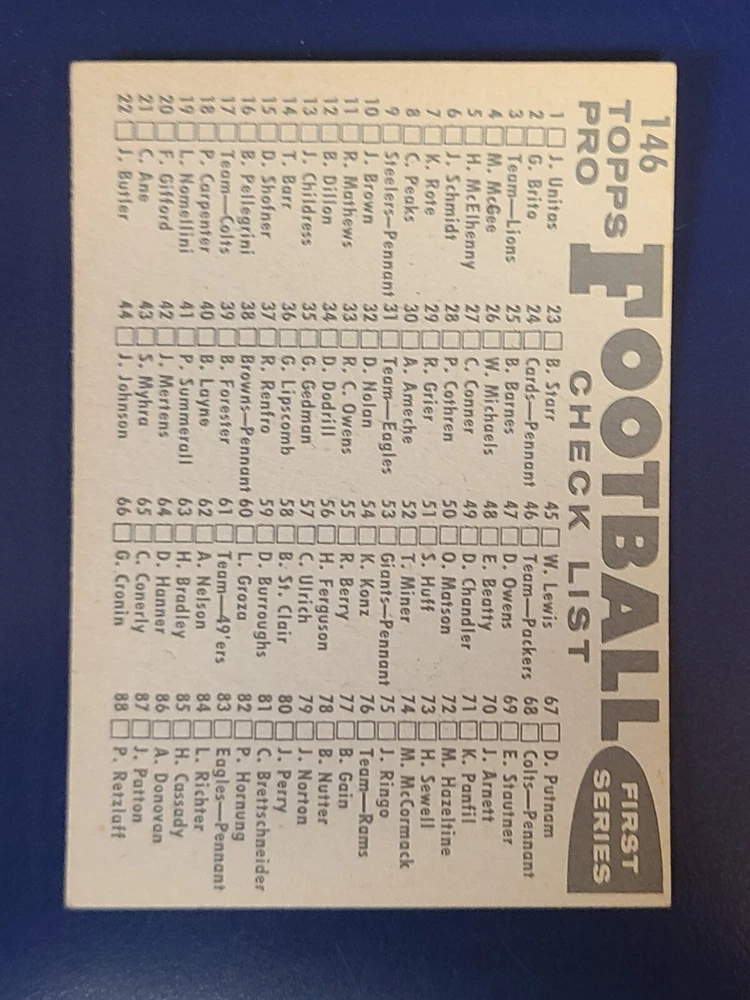 146
TOPPS FOOTBALL FIRST
PRO CHECK LIST SERIES
1 J. Unitas
2 G. Brito
3 Team—Lions
4 M. McGee
5 H. McElhenny
6 J. Schmidt
7 K. Rote
8 C. Peaks
9 Steelers—Pennant
10 J. Brown
11 R. Mathews
12 B. Dillon
13 J. Childress
14 T. Barr
15 D. Shofner
16 B. Pellegrini
17 Team—Colts
18 P. Carpenter
19 L. Nomellini
20 F. Gifford
21 C. Ane
22 J. Butler
23 B. Starr
24 Cards—Pennant
25 B. Barnes
26 W. Michaels
27 C. Conner
28 P. Cothren
29 R. Grier
30 A. Ameche
31 Team—Eagles
32 D. Nolan
33 R. C. Owens
34 D. Dodrill
35 G. Gedman
36 G. Lipscomb
37 R. Renfro
38 Browns—Pennant
39 B. Forester
40 B. Layne
41 P. Summerall
42 J. Mertens
43 S. Myhra
44 J. Johnson
45 W. Lewis
46 Team—Packers
47 D. Owens
48 E. Beatty
49 D. Chandler
50 O. Matson
51 S. Huff
52 T. Miner
53 Giants—Pennant
54 K. Konz
55 R. Berry
56 H. Ferguson
57 C. Ulrich
58 B. St. Clair
59 D. Burroughs
60 L. Groza
61 Team—49'ers
62 A. Nelson
63 H. Bradley
64 D. Hanner
65 C. Conerly
66 G. Cronin
67 D. Putnam
68 Colts—Pennant
69 E. Stautner
70 J. Arnett
71 K. Panfil
72 M. Hazeltine
73 H. Sewell
74 M. McCormack
75 J. Ringo
76 Team—Rams
77 B. Gain
78 B. Nutter
79 J. Norton
80 J. Perry
81 C. Brettschneider
82 P. Hornung
83 Eagles—Pennant
84 L. Richter
85 H. Cassady
86 A. Donovan
87 J. Patton
88 P. Retzlaff